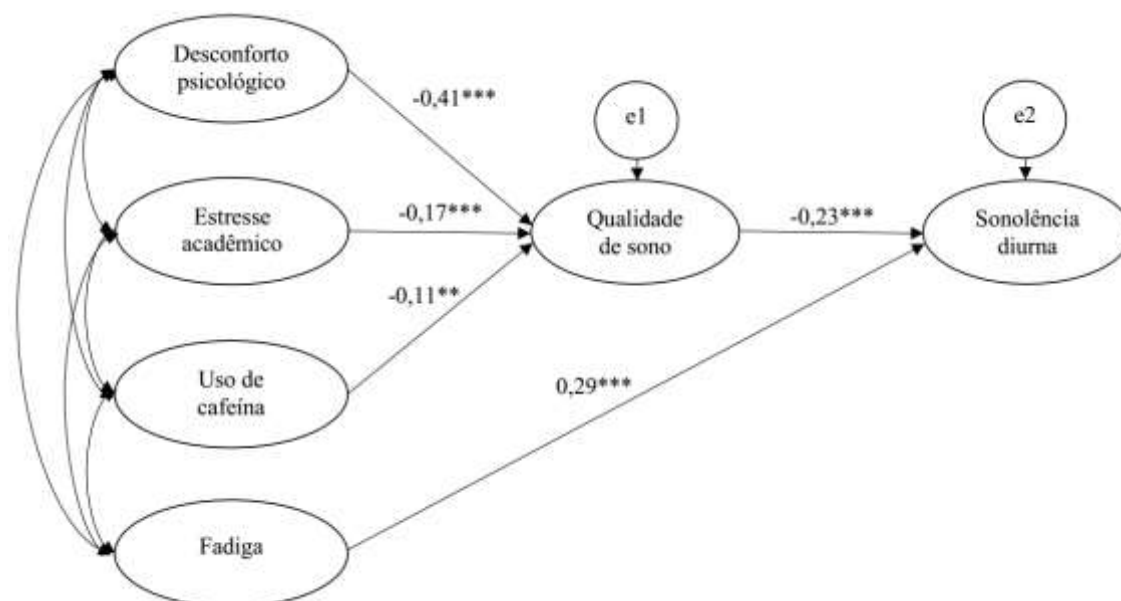 Desconforto
psicológico
-0,41***
e1
e2
Estresse
acadêmico
-0,17***
Qualidade
de sono
-0,23***
Sonolência
diurna
-0,11**
Uso de
cafeína
0,29***
Fadiga